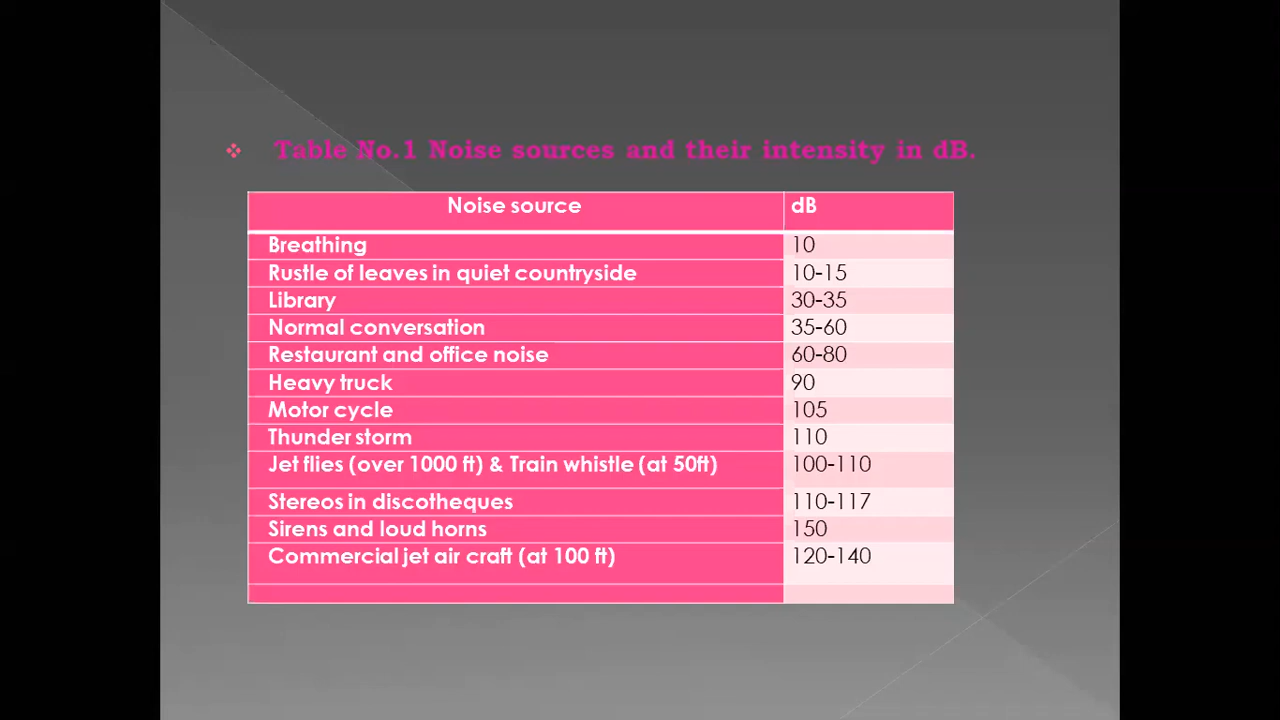 Table No.1 Noise sources and their intensity in dB.
Noise source dB
Breathing 10
Rustle of leaves in quiet countryside 10-15
Library 30-35
Normal conversation 35-60
Restaurant and office noise 60-80
Heavy truck 90
Motor cycle 105
Thunder storm 110
Jet flies (over 1000 ft) & Train whistle (at 50ft) 100-110
Stereos in discotheques 110-117
Sirens and loud horns 150
Commercial jet air craft (at 100 ft) 120-140